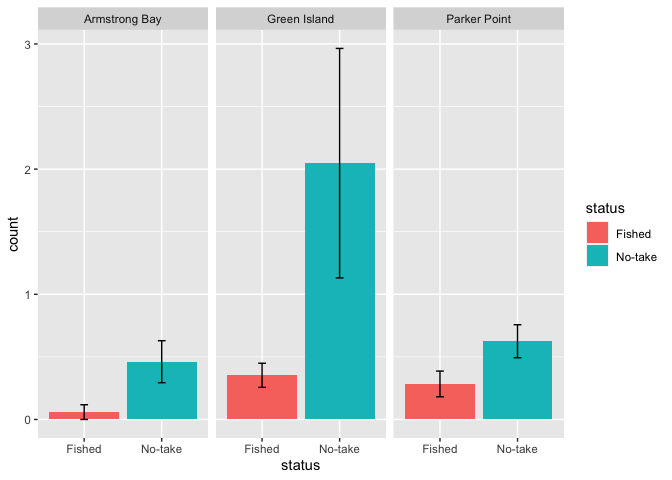 Armstrong Bay Green Island Parker Point
3
2
1
0
count
Fished No-take Fished No-take Fished No-take
status
status
Fished
No-take